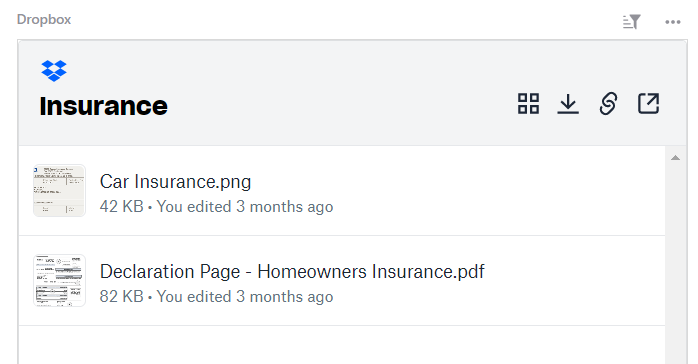 Dropbox
Insurance
Car Insurance.png
42 KB • You edited 3 months ago
Declaration Page - Homeowners Insurance.pdf
82 KB • You edited 3 months ago